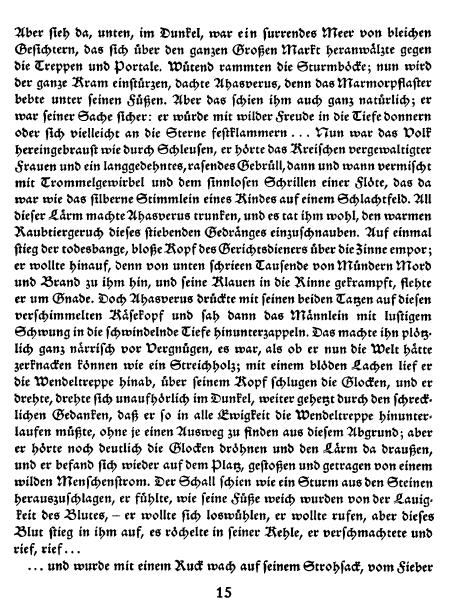 Aber sieh da, unten, im Dunkel, war ein surrendes Meer von bleichen
Gesichtern, das sich über den ganzen Großen Markt heranwälzte gegen
die Treppen und Portale. Wütend rammten die Sturmböcke; nun wird
der ganze Kram einstürzen, dachte Ahasverus, denn das Marmorpflaster
bebte unter seinen Füßen. Aber das schien ihm auch ganz natürlich; er
war seiner Sache sicher: er würde mit wilder Freude in die Tiefe donnern
oder sich vielleicht an die Sterne festklammern ... Nun war das Volk
hereingebraust wie durch Schleusen, er hörte das Kreischen vergewaltigter
Frauen und ein langgedehntes, rasendes Gebrüll, dann und wann vermischt
mit Trommelgewirbel und dem sinnlosen Schrillen einer Flöte, das da
war wie das silberne Stimmlein eines Kindes auf einem Schlachtfeld. All
dieser Lärm machte Ahasverus trunken, und es tat ihm wohl, den warmen
Raubtiergeruch dieses stiebenden Gedränges einzuschnauben. Auf einmal
stieg der todesbange, bloße Kopf des Gerichtsdieners über die Zinne empor;
er wollte hinauf, denn von unten schrieen Tausende von Mündern Mord
und Brand zu ihm hin, und seine Klauen in die Rinne gekrampft, flehte
er um Gnade. Doch Ahasverus drückte mit seinen beiden Tatzen auf diesen
verschimmelten Käsekopf und sah dann das Männlein mit lustigem
Schwung in die schwindelnde Tiefe hinunterzappeln. Das machte ihn plötz-
lich ganz närrisch vor Vergnügen, es war, als ob er nun die Welt hätte
zerknacken können wie ein Streichholz; mit einem blöden Lachen lief er
die Wendeltreppe hinab, über seinem Kopf schlugen die Glocken, und er
drehte, drehte sich unaufhörlich im Dunkel, weiter gehetzt durch den schreck-
lichen Gedanken, daß er so in alle Ewigkeit die Wendeltreppe hinunter-
laufen müßte, ohne je einen Ausweg zu finden aus diesem Abgrund; aber
er hörte noch deutlich die Glocken dröhnen und den Lärm da draußen,
und er befand sich wieder auf dem Platz, gestoßen und getragen von einem
wilden Menschenstrom. Der Schall schien wie ein Sturm aus den Steinen
herauszuschlagen, er fühlte, wie seine Füße weich wurden von der Lauig-
keit des Blutes, – er wollte sich loswühlen, er wollte rufen, aber dieses
Blut stieg in ihm auf, es röchelte in seiner Kehle, er verschmachtete und
rief, rief ...
... und wurde mit einem Ruck wach auf seinem Strohsack, vom Fieber
15